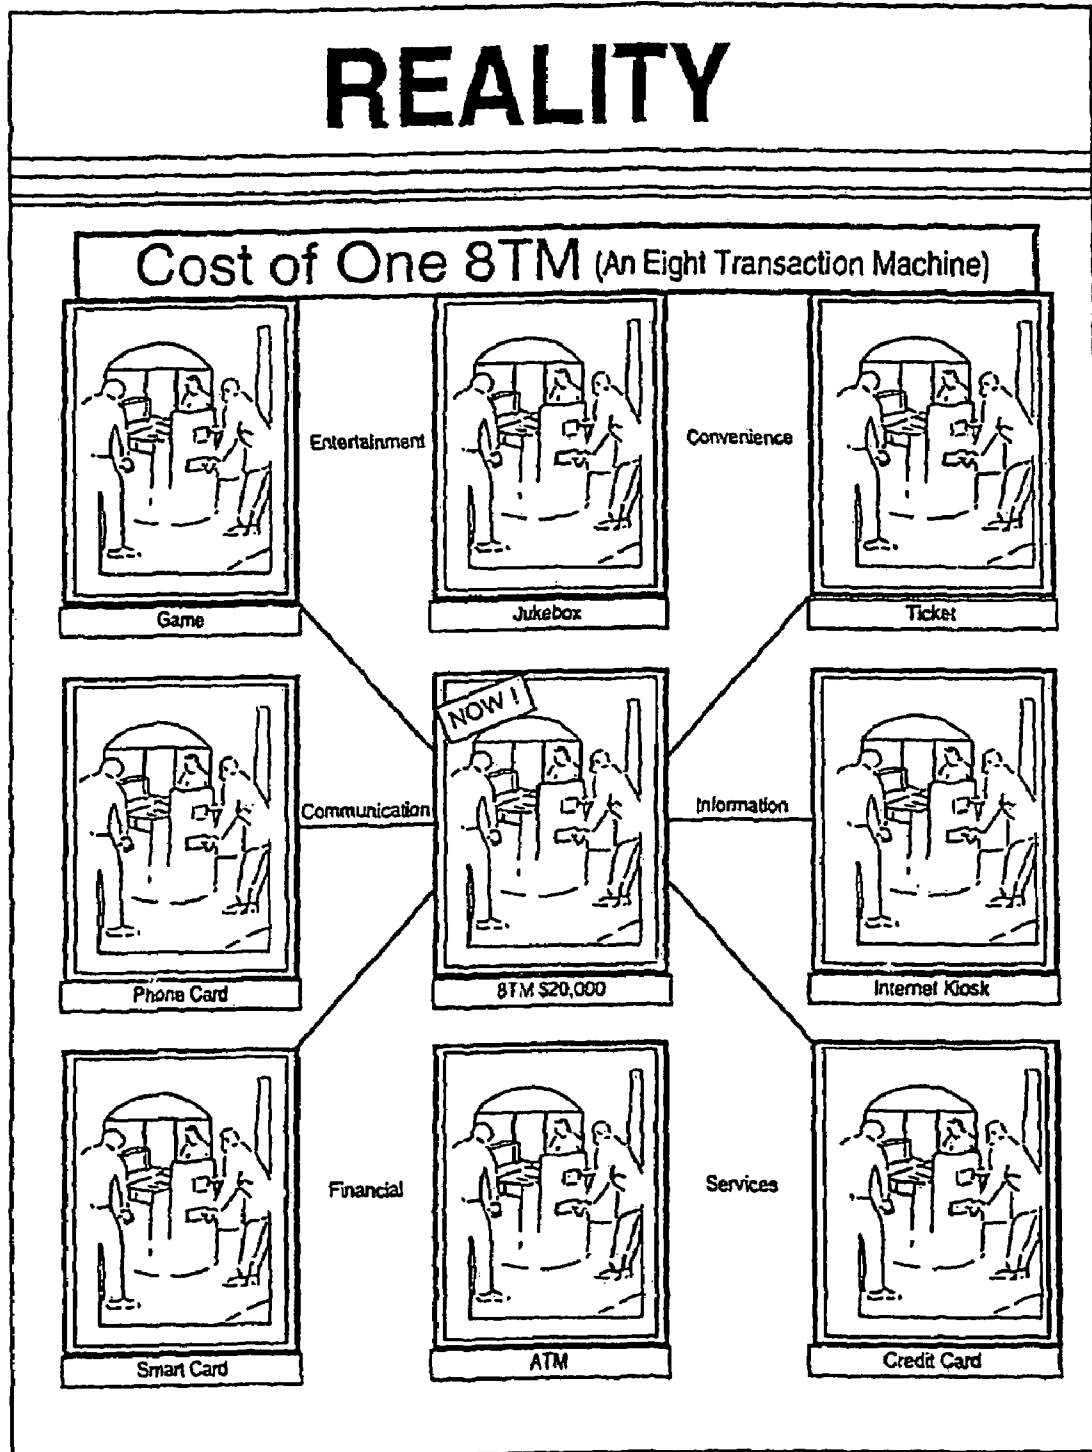 REALITY
Cost of One 8TM (An Eight Transaction Machine)
Entertainment
Convenience
Game
Jukebox
Ticket
NOW !
Communication
Information
Phone Card
8TM $20,000
Internet Kiosk
Financial
Services
Smart Card
ATM
Credit Card